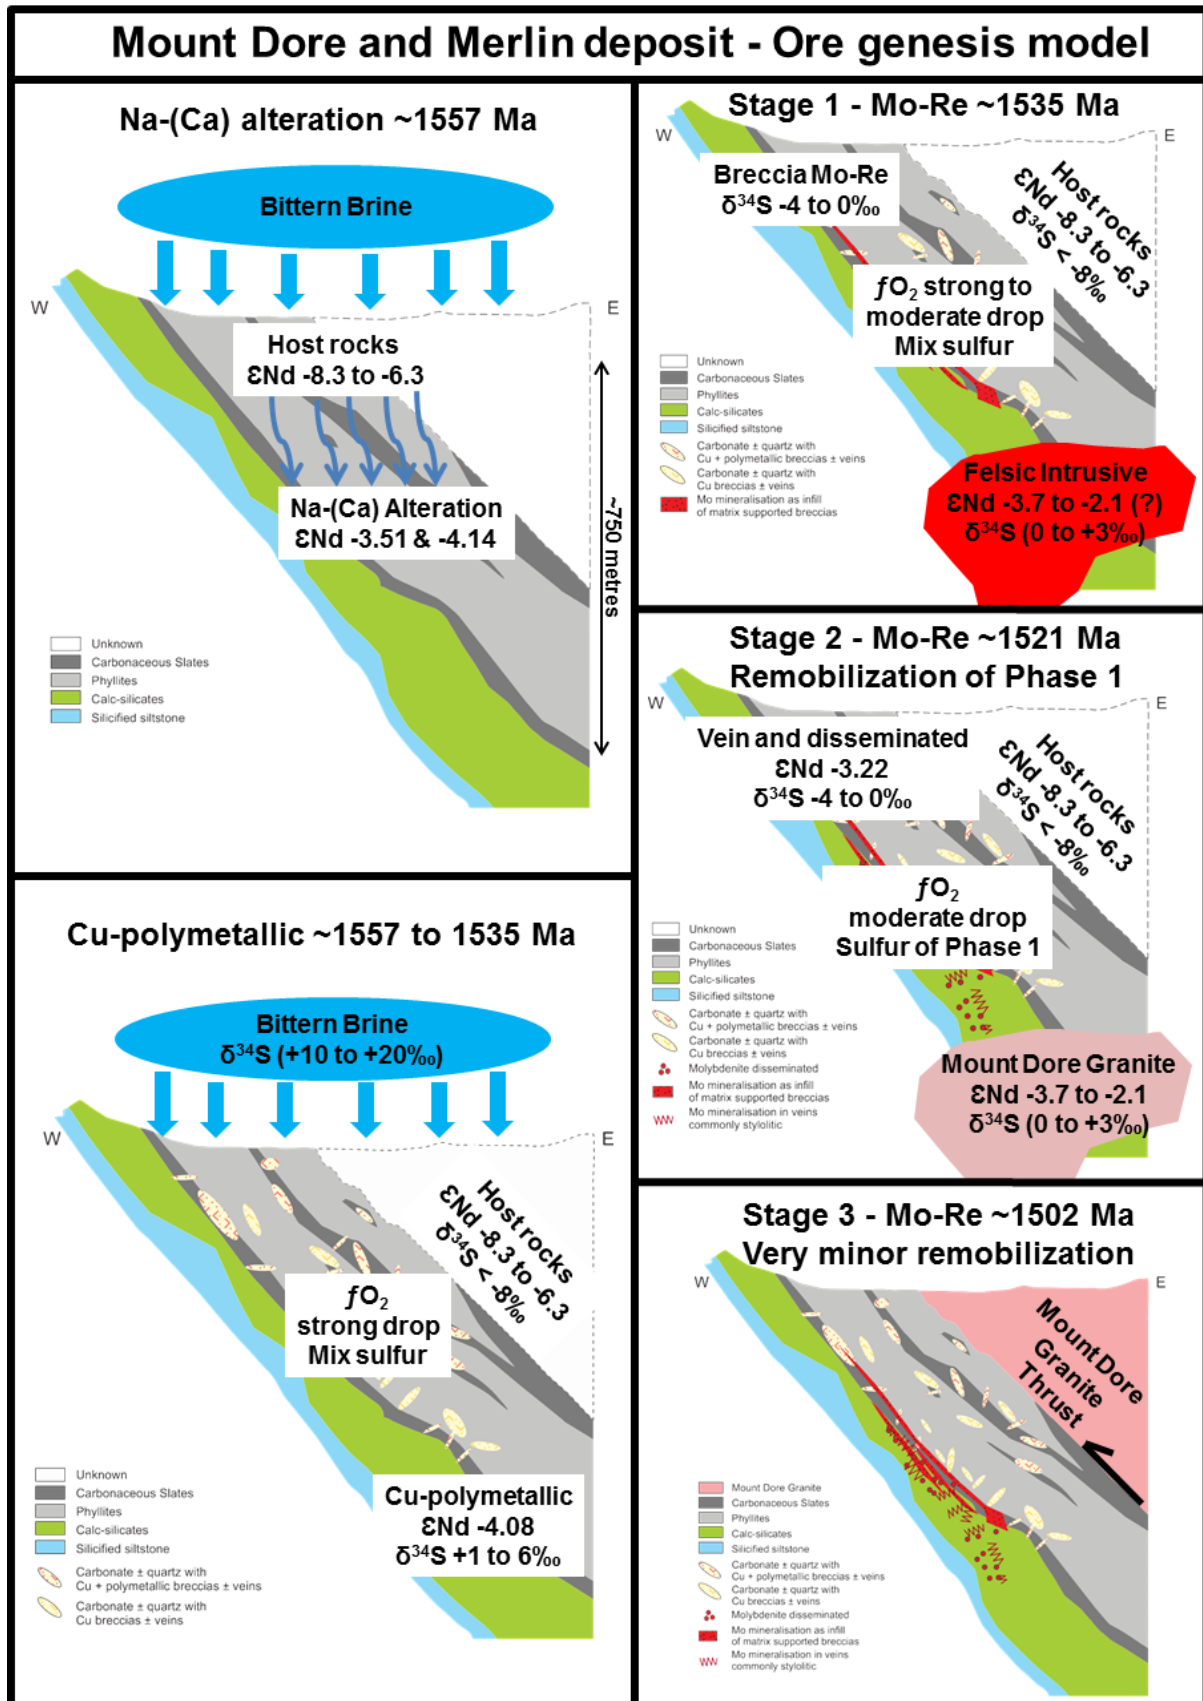 Mount Dore and Merlin deposit - Ore genesis model
Na-(Ca) alteration ~1557 Ma
Bittern Brine
W
E
Host rocks
ƐNd -8.3 to -6.3
Na-(Ca) Alteration
ƐNd -3.51 & -4.14
~750 metres
Unknown
Carbonaceous Slates
Phyllites
Calc-silicates
Silicified siltstone
Cu-polymetallic ~1557 to 1535 Ma
Bittern Brine
δ³⁴S (+10 to +20‰)
W
E
Host rocks
ƐNd -8.3 to -6.3
δ³⁴S < -8‰
ƒO₂
strong drop
Mix sulfur
Cu-polymetallic
ƐNd -4.08
δ³⁴S +1 to 6‰
Unknown
Carbonaceous Slates
Phyllites
Calc-silicates
Silicified siltstone
Carbonate ± quartz with
Cu + polymetallic breccias ± veins
Carbonate ± quartz with
Cu breccias ± veins
Stage 1 - Mo-Re ~1535 Ma
W
E
Breccia Mo-Re
δ³⁴S -4 to 0‰
Host rocks
ƐNd -8.3 to -6.3
δ³⁴S < -8‰
ƒO₂ strong to
moderate drop
Mix sulfur
Felsic Intrusive
ƐNd -3.7 to -2.1 (?)
δ³⁴S (0 to +3‰)
Unknown
Carbonaceous Slates
Phyllites
Calc-silicates
Silicified siltstone
Carbonate ± quartz with
Cu + polymetallic breccias ± veins
Carbonate ± quartz with
Cu breccias ± veins
Mo mineralisation as infill
of matrix supported breccias
Stage 2 - Mo-Re ~1521 Ma
Remobilization of Phase 1
W
E
Vein and disseminated
ƐNd -3.22
δ³⁴S -4 to 0‰
Host rocks
ƐNd -8.3 to -6.3
δ³⁴S < -8‰
ƒO₂
moderate drop
Sulfur of Phase 1
Mount Dore Granite
ƐNd -3.7 to -2.1
δ³⁴S (0 to +3‰)
Unknown
Carbonaceous Slates
Phyllites
Calc-silicates
Silicified siltstone
Carbonate ± quartz with
Cu + polymetallic breccias ± veins
Carbonate ± quartz with
Cu breccias ± veins
Molybdenite disseminated
Mo mineralisation as infill
of matrix supported breccias
Mo mineralisation in veins
commonly stylolitic
Stage 3 - Mo-Re ~1502 Ma
Very minor remobilization
W
E
Mount Dore
Granite
Thrust
Mount Dore Granite
Carbonaceous Slates
Phyllites
Calc-silicates
Silicified siltstone
Carbonate ± quartz with
Cu + polymetallic breccias ± veins
Carbonate ± quartz with
Cu breccias ± veins
Molybdenite disseminated
Mo mineralisation as infill
of matrix supported breccias
Mo mineralisation in veins
commonly stylolitic